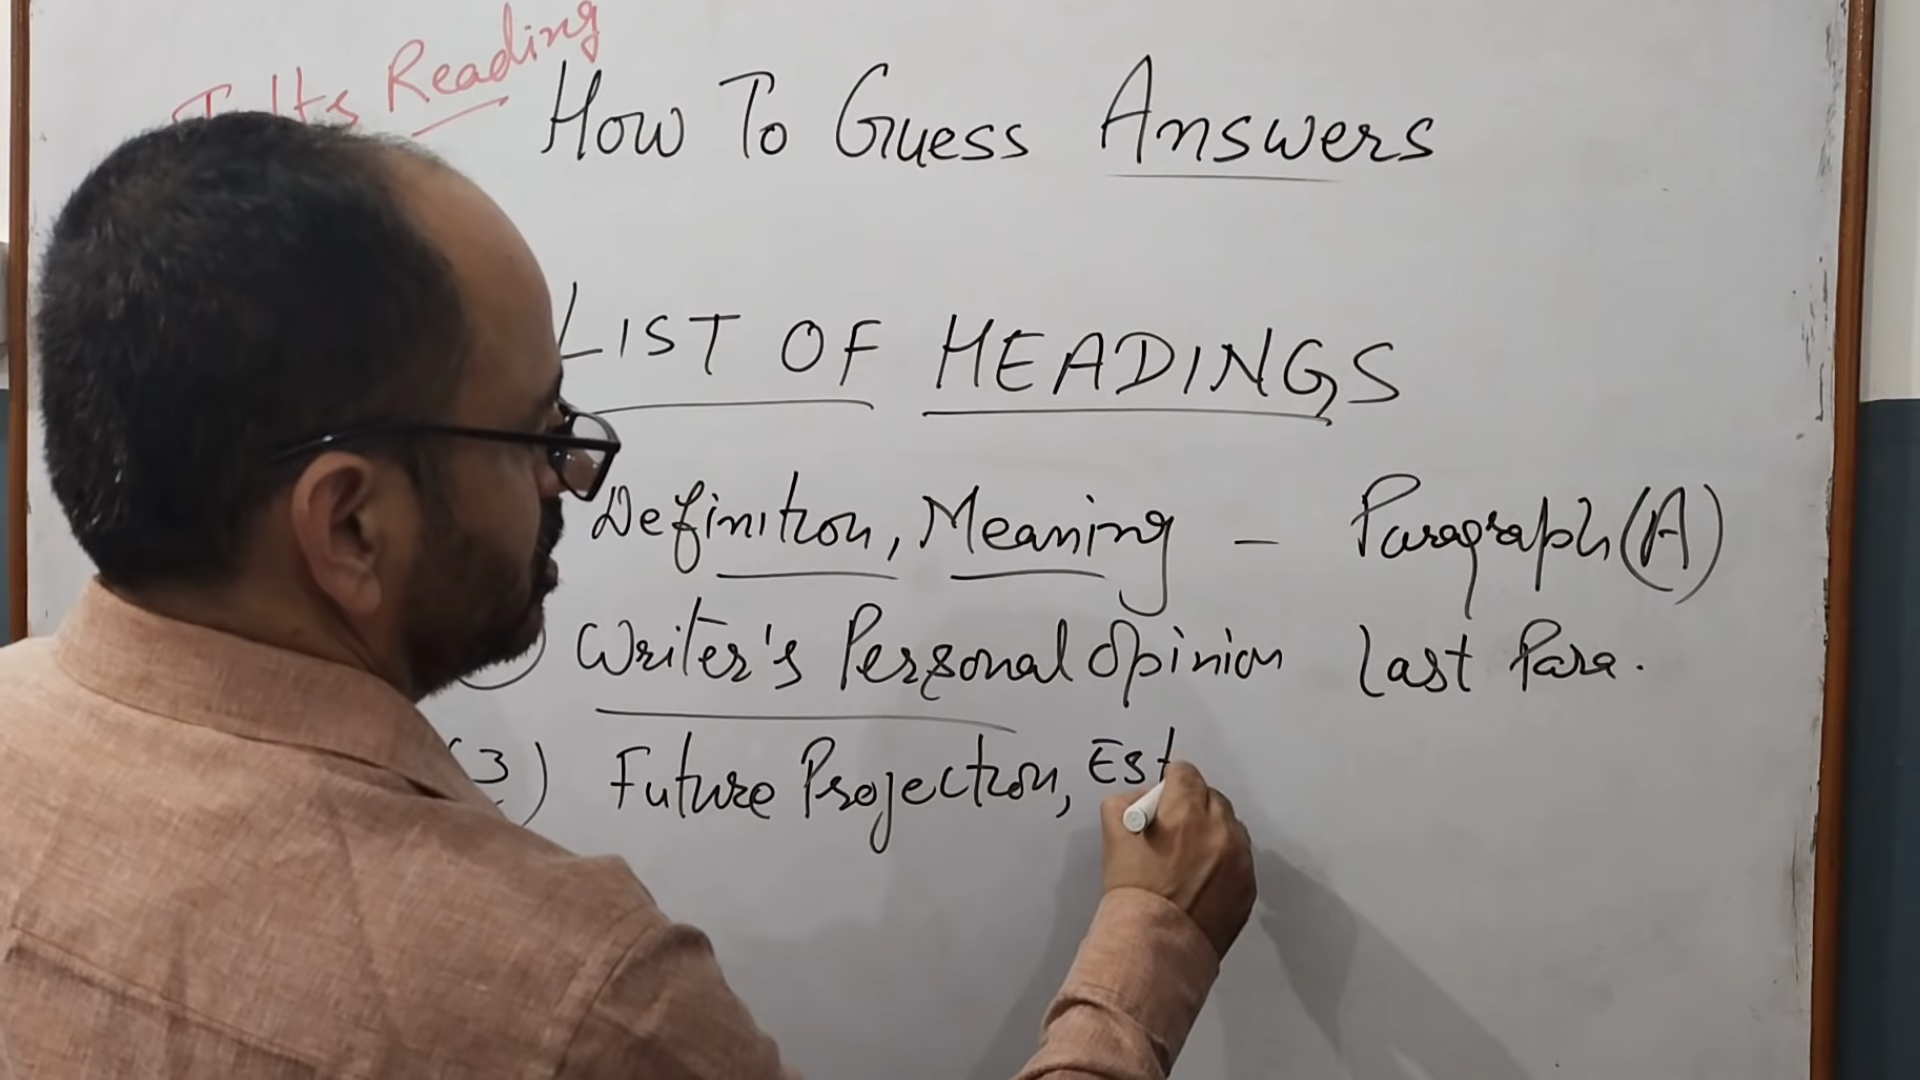 Ielts Reading
How To Guess Answers
LIST OF HEADINGS
Definition, Meaning – Paragraph (A)
Writer's Personal Opinion Last Para.
(3) Future Projection, Est